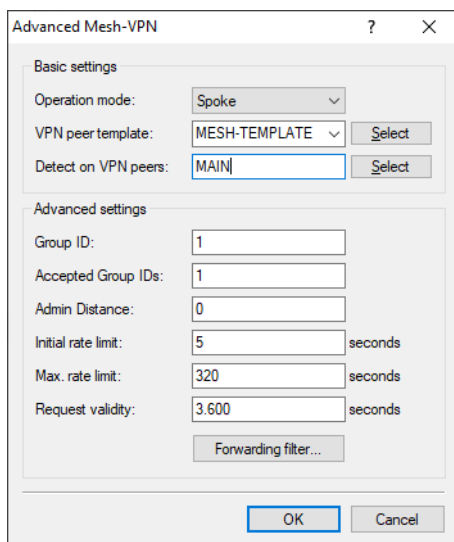 Advanced Mesh-VPN ?
Basic settings
Operation mode: Spoke
VPN peer template: MESH-TEMPLATE Select
Detect on VPN peers: MAIN Select
Advanced settings
Group ID: 1
Accepted Group IDs: 1
Admin Distance: 0
Initial rate limit: 5 seconds
Max. rate limit: 320 seconds
Request validity: 3.600 seconds
Forwarding filter...
OK Cancel